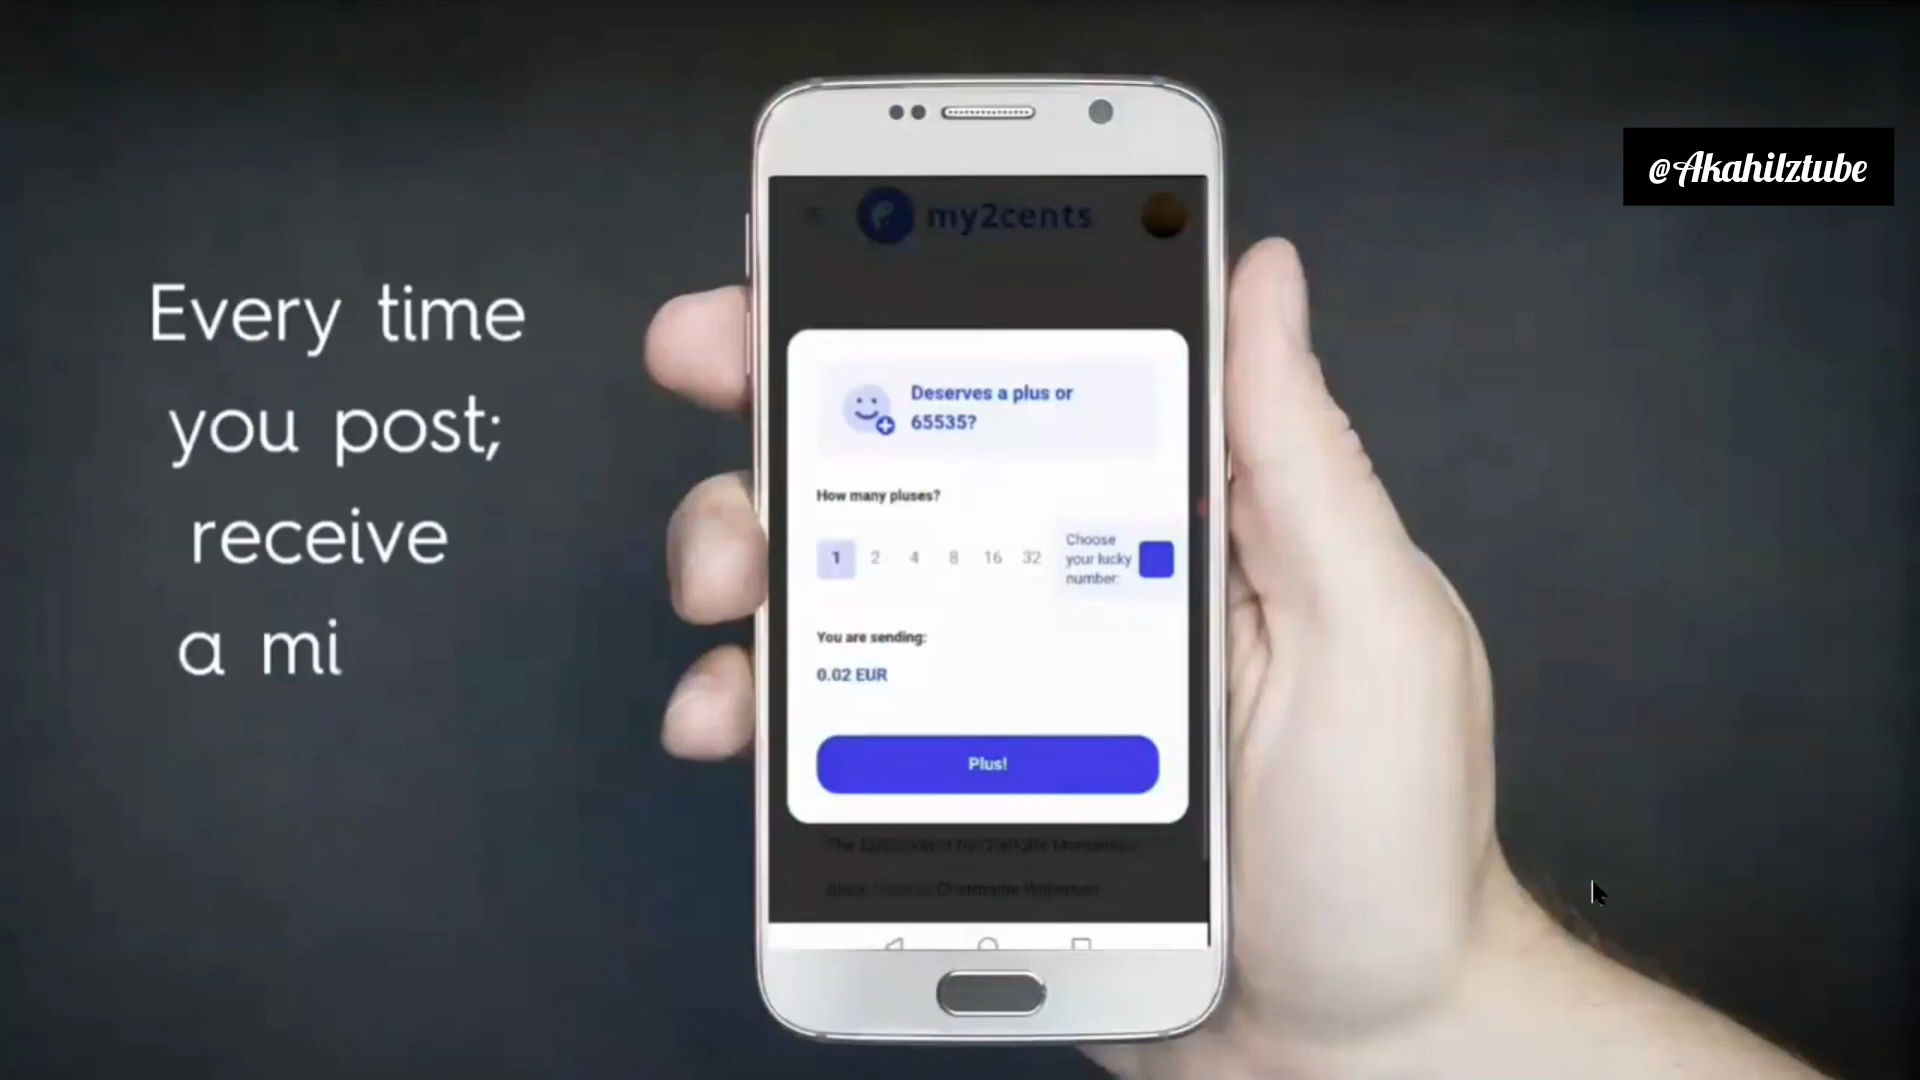 @Akahilztube
my2cents
Every time
you post;
receive
a mi
Deserves a plus or
65535?
How many pluses?
1 2 4 8 16 32
Choose
your lucky
number:
You are sending:
0.02 EUR
Plus!